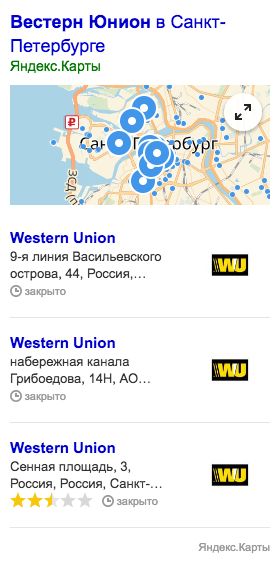 Вестерн Юнион в Санкт-
Петербурге
Яндекс.Карты
Санкт-Петербург
ЗСД
Western Union
9-я линия Васильевского
острова, 44, Россия,...
WU
закрыто
Western Union
набережная канала
Грибоедова, 14Н, АО...
WU
закрыто
Western Union
Сенная площадь, 3,
Россия, Россия, Санкт-...
WU
закрыто
Яндекс.Карты